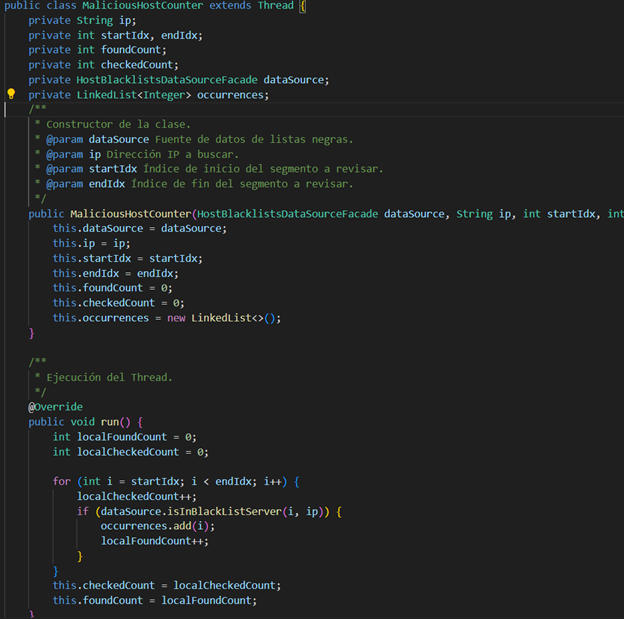 public class MaliciousHostCounter extends Thread {
    private String ip;
    private int startIdx, endIdx;
    private int foundCount;
    private int checkedCount;
    private HostBlacklistsDataSourceFacade dataSource;
    private LinkedList<Integer> occurrences;
    /**
     * Constructor de la clase.
     * @param dataSource Fuente de datos de listas negras.
     * @param ip Dirección IP a buscar.
     * @param startIdx Índice de inicio del segmento a revisar.
     * @param endIdx Índice de fin del segmento a revisar.
     */
    public MaliciousHostCounter(HostBlacklistsDataSourceFacade dataSource, String ip, int startIdx, int
        this.dataSource = dataSource;
        this.ip = ip;
        this.startIdx = startIdx;
        this.endIdx = endIdx;
        this.foundCount = 0;
        this.checkedCount = 0;
        this.occurrences = new LinkedList<>();
    }

    /**
     * Ejecución del Thread.
     */
    @Override
    public void run() {
        int localFoundCount = 0;
        int localCheckedCount = 0;

        for (int i = startIdx; i < endIdx; i++) {
            localCheckedCount++;
            if (dataSource.isInBlackListServer(i, ip)) {
                occurrences.add(i);
                localFoundCount++;
            }
        }
        this.checkedCount = localCheckedCount;
        this.foundCount = localFoundCount;
    }